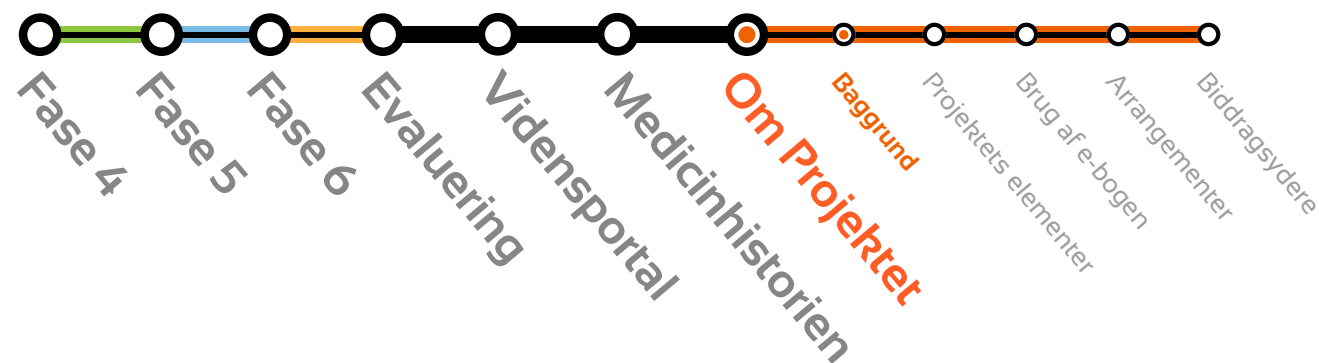 Fase 4
Fase 5
Fase 6
Evaluering
Vidensportal
Medicinhistorien
Om Projektet
Baggrund
Projektets elementer
Brug af e-bogen
Arrangementer
Biddragsydere